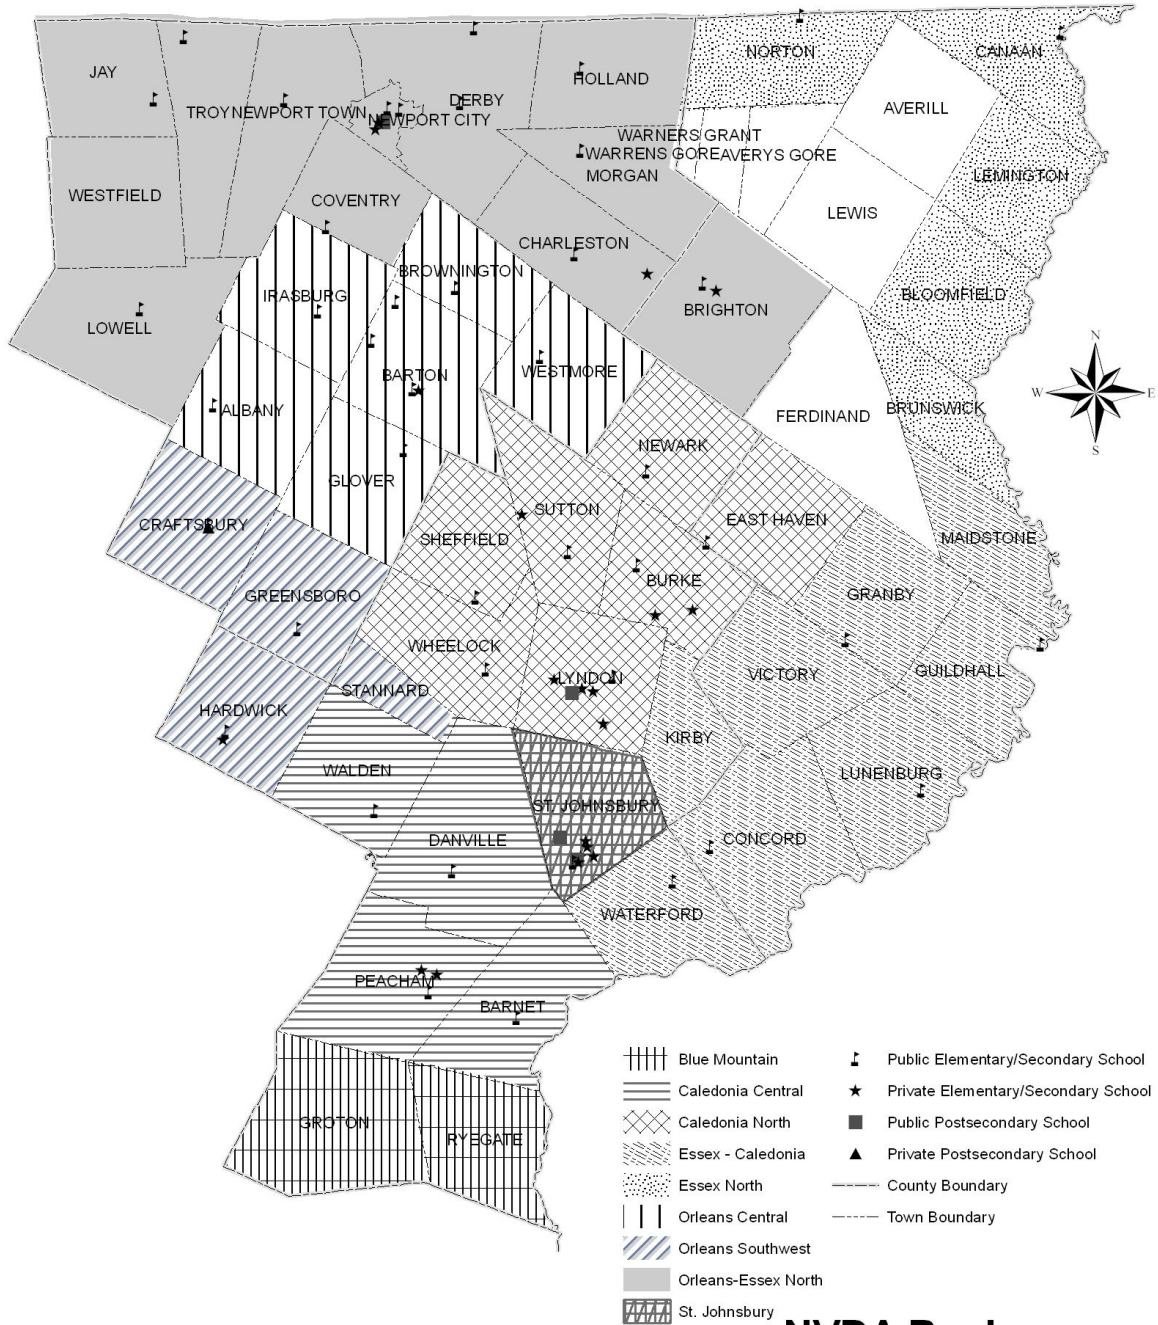 NORTON
CANAAN
JAY
HOLLAND
DERBY
AVERILL
TROY
NEWPORT TOWN
NEWPORT CITY
WARNERS GRANT
WARRENS GORE
AVERYS GORE
MORGAN
LEMINGTON
WESTFIELD
COVENTRY
LEWIS
CHARLESTON
BROWNINGTON
IRASBURG
BLOOMFIELD
BRIGHTON
LOWELL
N
W
E
S
WESTMORE
BARTON
ALBANY
FERDINAND
BRUNSWICK
NEWARK
GLOVER
SUTTON
EAST HAVEN
CRAFTSBURY
SHEFFIELD
MAIDSTONE
BURKE
GREENSBORO
GRANBY
WHEELOCK
LYNDON
VICTORY
GUILDHALL
STANNARD
HARDWICK
KIRBY
WALDEN
LUNENBURG
ST. JOHNSBURY
DANVILLE
CONCORD
WATERFORD
PEACHAM
BARNET
GROTON
RYEGATE
Blue Mountain
Caledonia Central
Caledonia North
Essex - Caledonia
Essex North
Orleans Central
Orleans Southwest
Orleans-Essex North
St. Johnsbury
Public Elementary/Secondary School
Private Elementary/Secondary School
Public Postsecondary School
Private Postsecondary School
County Boundary
Town Boundary